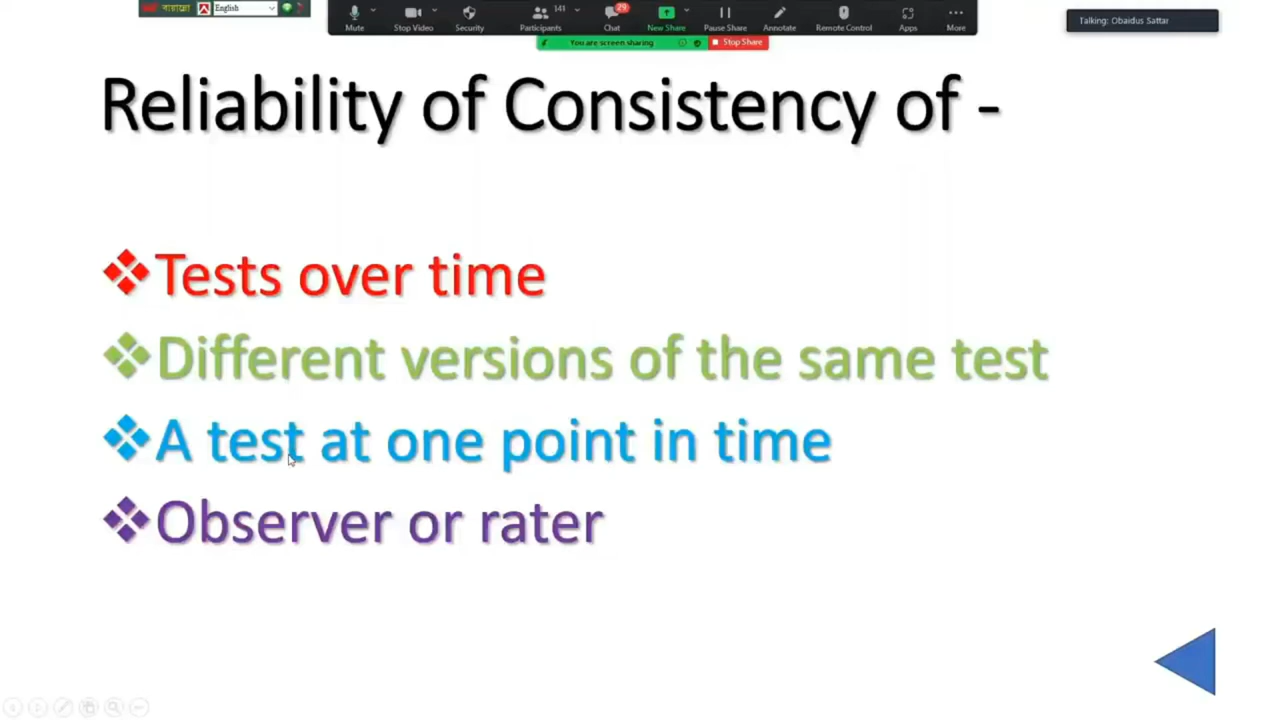 নায়াল্লো English
Mute
Stop Video
Security
Participants
141
Chat
29
New Share
Pause Share
Annotate
Remote Control
Apps
More
Talking: Obaidus Sattar
You are screen sharing
Stop Share
Reliability of Consistency of -
Tests over time
Different versions of the same test
A test at one point in time
Observer or rater